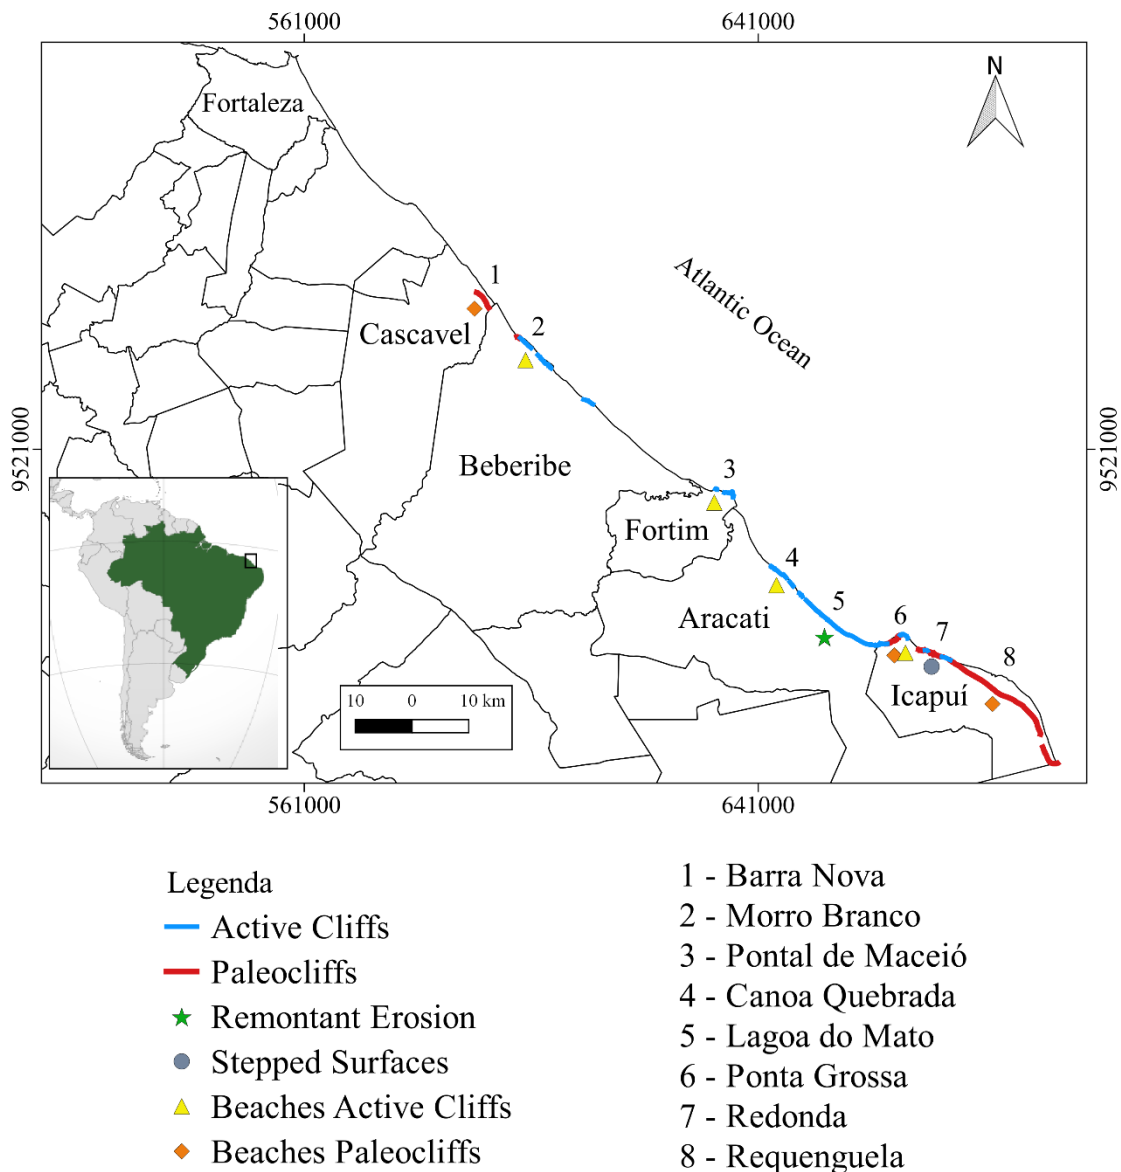 561000
641000
N
Fortaleza
1
Atlantic Ocean
Cascavel
2
9521000
9521000
Beberibe
3
Fortim
4
5
Aracati
6
7
8
Icapuí
10 0 10 km
561000
641000
Legenda
Active Cliffs
Paleocliffs
Remontant Erosion
Stepped Surfaces
Beaches Active Cliffs
Beaches Paleocliffs
1 - Barra Nova
2 - Morro Branco
3 - Pontal de Maceió
4 - Canoa Quebrada
5 - Lagoa do Mato
6 - Ponta Grossa
7 - Redonda
8 - Requenguela